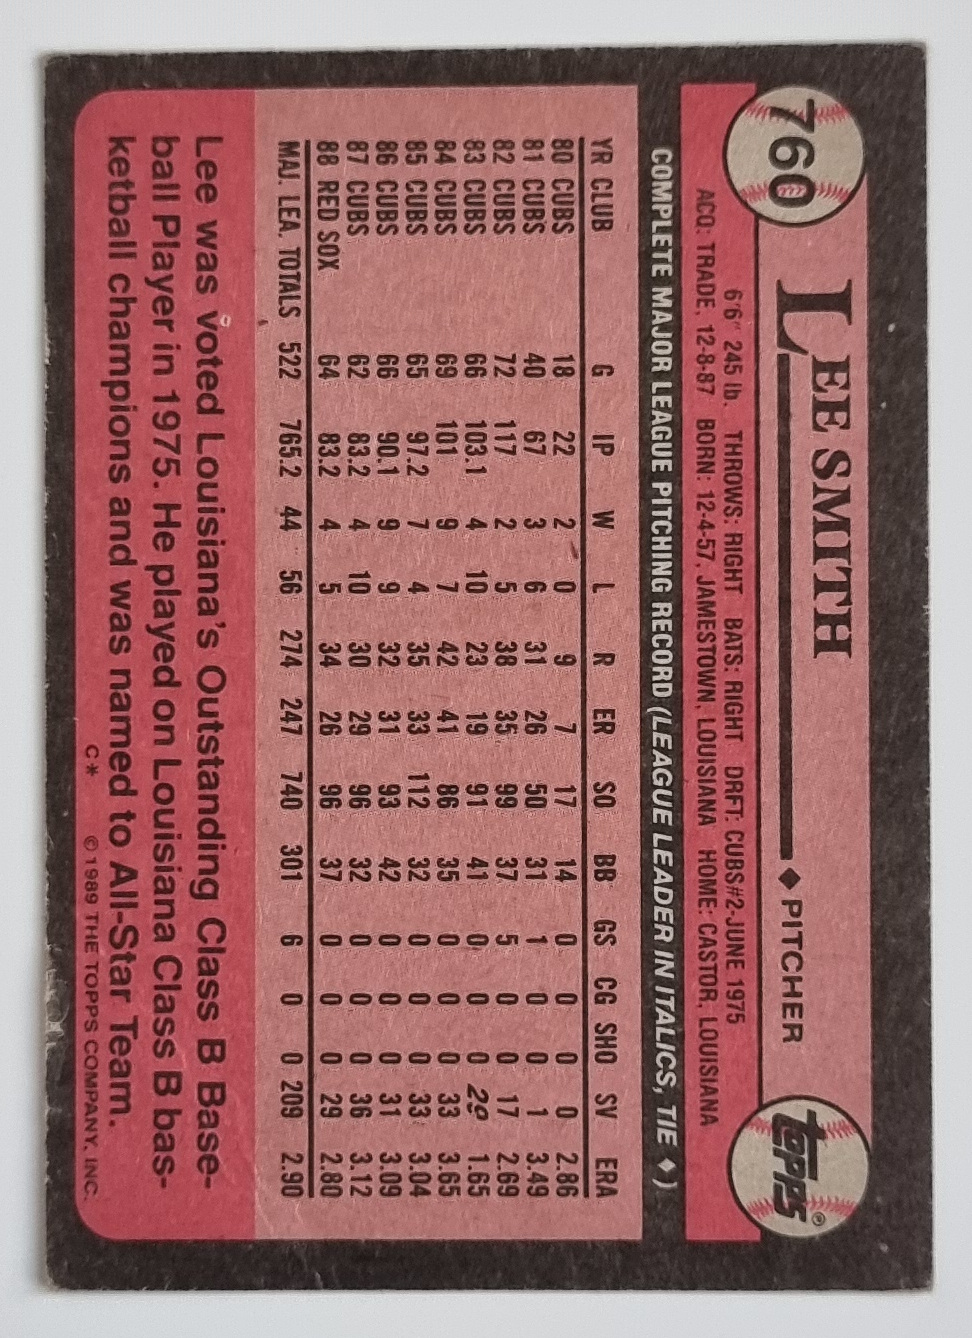 760 LEE SMITH ◆ PITCHER topps®
6'6" 245 lb. THROWS: RIGHT BATS: RIGHT DRFT: CUBS#2-JUNE 1975
ACQ: TRADE, 12-8-87 BORN: 12-4-57, JAMESTOWN, LOUISIANA HOME: CASTOR, LOUISIANA
COMPLETE MAJOR LEAGUE PITCHING RECORD (LEAGUE LEADER IN ITALICS, TIE ◆)
YR CLUB G IP W L R ER SO BB GS CG SHO SV ERA
80 CUBS 18 22 2 0 9 7 17 14 0 0 0 0 2.86
81 CUBS 40 67 3 6 31 26 50 31 1 0 0 1 3.49
82 CUBS 72 117 2 5 38 35 99 37 5 0 0 17 2.69
83 CUBS 66 103.1 4 10 23 19 91 41 0 0 0 29 1.65
84 CUBS 69 101 9 7 42 41 86 35 0 0 0 33 3.65
85 CUBS 65 97.2 7 4 35 33 112 32 0 0 0 33 3.04
86 CUBS 66 90.1 9 9 32 31 93 42 0 0 0 31 3.09
87 CUBS 62 83.2 4 10 30 29 96 32 0 0 0 36 3.12
88 RED SOX 64 83.2 4 5 34 26 96 37 0 0 0 29 2.80
MAJ. LEA. TOTALS 522 765.2 44 56 274 247 740 301 6 0 0 209 2.90
Lee was voted Louisiana's Outstanding Class B Base-
ball Player in 1975. He played on Louisiana Class B bas-
ketball champions and was named to All-Star Team.
C* © 1989 THE TOPPS COMPANY, INC.